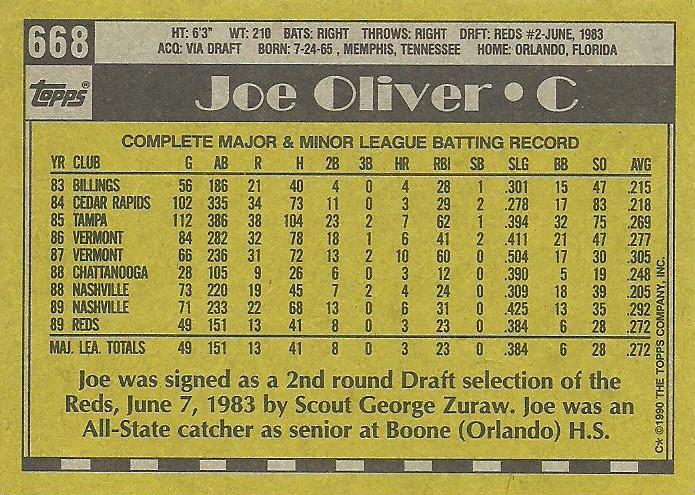 668
HT: 6'3" WT: 210 BATS: RIGHT THROWS: RIGHT DRFT: REDS #2-JUNE, 1983
ACQ: VIA DRAFT BORN: 7-24-65 , MEMPHIS, TENNESSEE HOME: ORLANDO, FLORIDA
TOPPS®
Joe Oliver • C
COMPLETE MAJOR & MINOR LEAGUE BATTING RECORD
YR CLUB G AB R H 2B 3B HR RBI SB SLG BB SO AVG
83 BILLINGS 56 186 21 40 4 0 4 28 1 .301 15 47 .215
84 CEDAR RAPIDS 102 335 34 73 11 0 3 29 2 .278 17 83 .218
85 TAMPA 112 386 38 104 23 2 7 62 1 .394 32 75 .269
86 VERMONT 84 282 32 78 18 1 6 41 2 .411 21 47 .277
87 VERMONT 66 236 31 72 13 2 10 60 0 .504 17 30 .305
88 CHATTANOOGA 28 105 9 26 6 0 3 12 0 .390 5 19 .248
88 NASHVILLE 73 220 19 45 7 2 4 24 0 .309 18 39 .205
89 NASHVILLE 71 233 22 68 13 0 6 31 0 .425 13 35 .292
89 REDS 49 151 13 41 8 0 3 23 0 .384 6 28 .272
MAJ. LEA. TOTALS 49 151 13 41 8 0 3 23 0 .384 6 28 .272
Joe was signed as a 2nd round Draft selection of the
Reds, June 7, 1983 by Scout George Zuraw. Joe was an
All-State catcher as senior at Boone (Orlando) H.S.
C* ©1990 THE TOPPS COMPANY, INC.